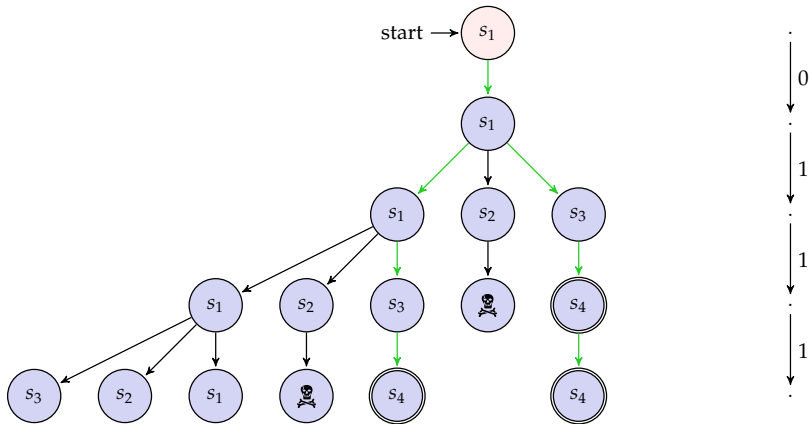 start s₁
0
s₁
1
s₁ s₂ s₃
1
s₁ s₂ s₃ ☠ s₄
1
s₃ s₂ s₁ ☠ s₄ s₄